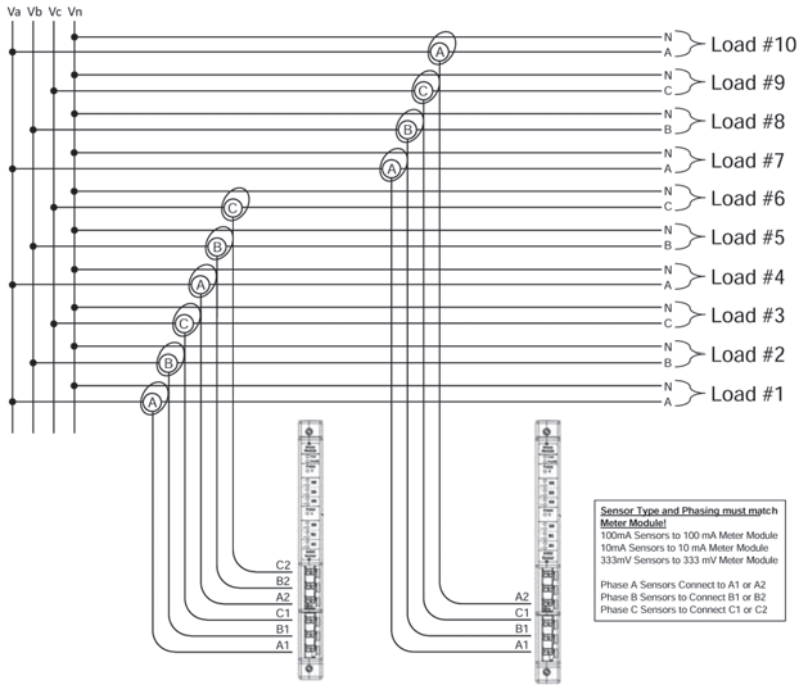 Va Vb Vc Vn
N
A
Load #10
A
N
C
Load #9
C
N
B
Load #8
B
N
A
Load #7
A
N
C
Load #6
C
N
B
Load #5
B
N
A
Load #4
A
N
C
Load #3
C
N
B
Load #2
B
N
A
Load #1
A
C2
B2
A2
C1
B1
A1
A2
C1
B1
A1
Sensor Type and Phasing must match
Meter Module!
100mA Sensors to 100 mA Meter Module
10mA Sensors to 10 mA Meter Module
333mV Sensors to 333 mV Meter Module
Phase A Sensors Connect to A1 or A2
Phase B Sensors to Connect B1 or B2
Phase C Sensors to Connect C1 or C2